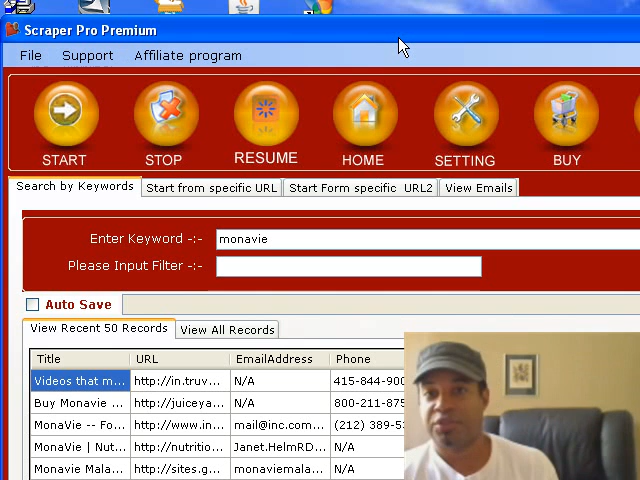 Scraper Pro Premium
File Support Affiliate program
START STOP RESUME HOME SETTING BUY
Search by Keywords Start from specific URL Start Form specific URL2 View Emails
Enter Keyword -:- monavie
Please Input Filter -:-
Auto Save
View Recent 50 Records View All Records
Title URL EmailAddress Phone
Videos that m... http://in.truv... N/A 415-844-900
Buy Monavie ... http://juiceya... N/A 800-211-875
MonaVie -- Fo... http://www.in... mail@inc.com... (212) 389-53
MonaVie | Nut... http://nutritio... Janet.HelmRD... N/A
Monavie Mala... http://sites.g... monaviemala... N/A